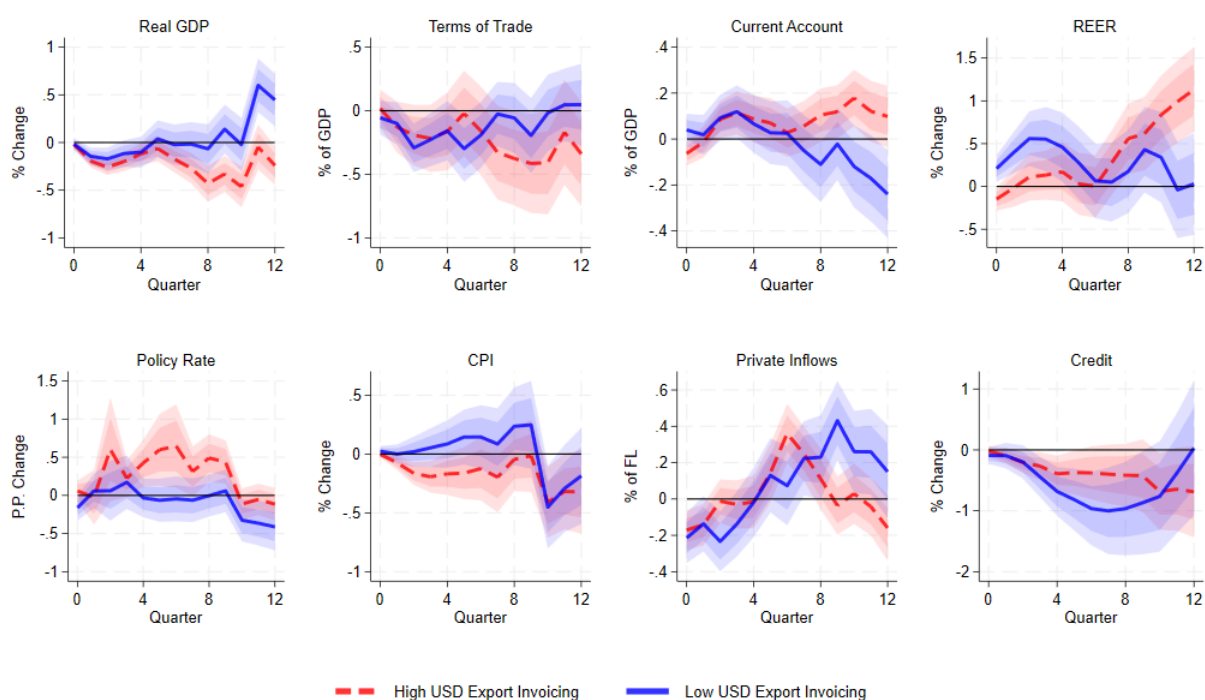 Real GDP
% Change
1
.5
0
-.5
-1
0 4 8 12
Quarter
Terms of Trade
% of GDP
.5
0
-.5
-1
0 4 8 12
Quarter
Current Account
% of GDP
.4
.2
0
-.2
-.4
0 4 8 12
Quarter
REER
% Change
1.5
1
.5
0
-.5
0 4 8 12
Quarter
Policy Rate
P.P. Change
1.5
1
.5
0
-.5
-1
0 4 8 12
Quarter
CPI
% Change
.5
0
-.5
-1
0 4 8 12
Quarter
Private Inflows
% of FL
.6
.4
.2
0
-.2
-.4
0 4 8 12
Quarter
Credit
% Change
1
0
-1
-2
0 4 8 12
Quarter
High USD Export Invoicing Low USD Export Invoicing